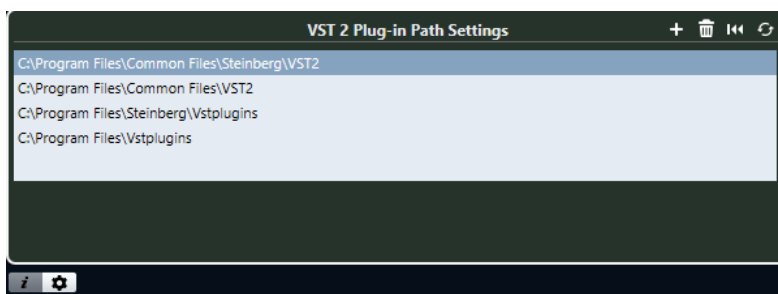 VST 2 Plug-in Path Settings
C:\Program Files\Common Files\Steinberg\VST2
C:\Program Files\Common Files\VST2
C:\Program Files\Steinberg\Vstplugins
C:\Program Files\Vstplugins
i